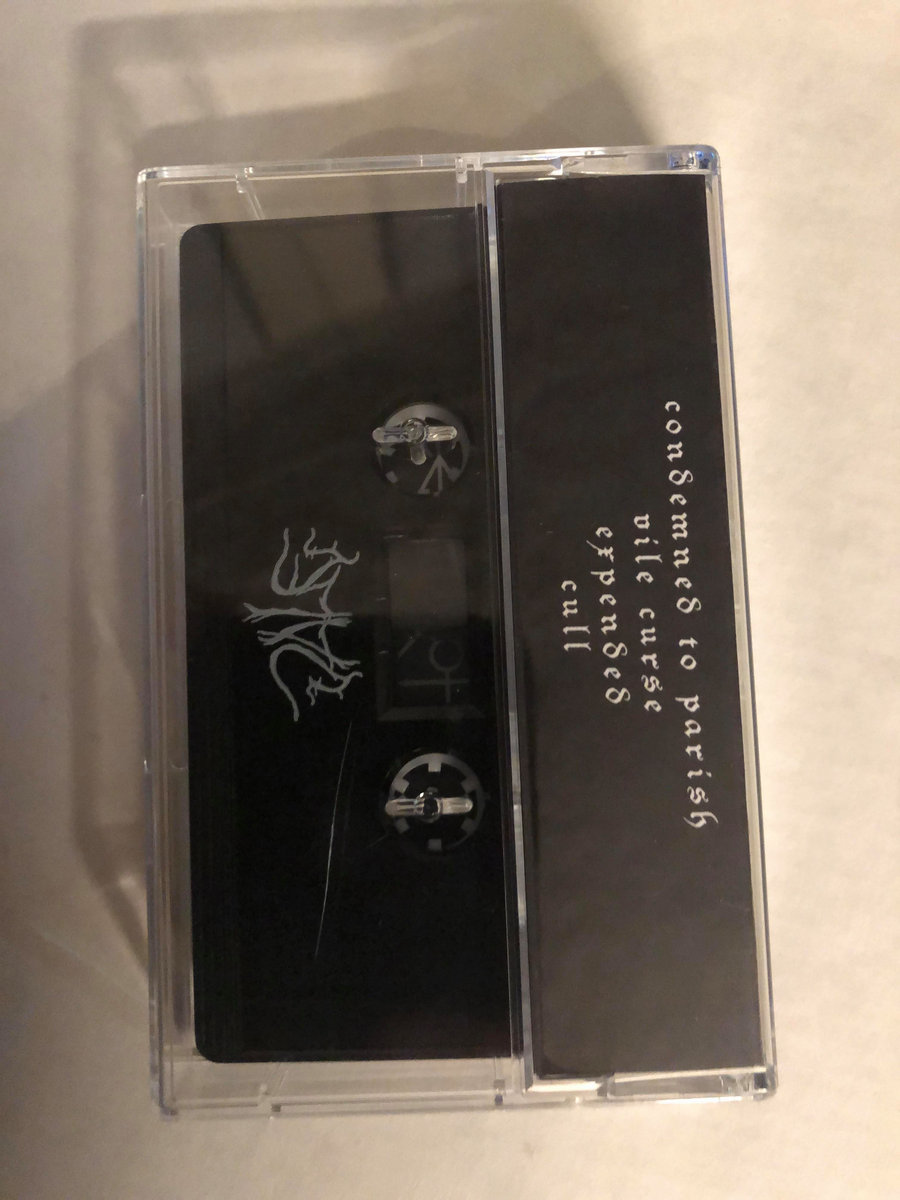 condemned to parish
vile curse
expended
cull